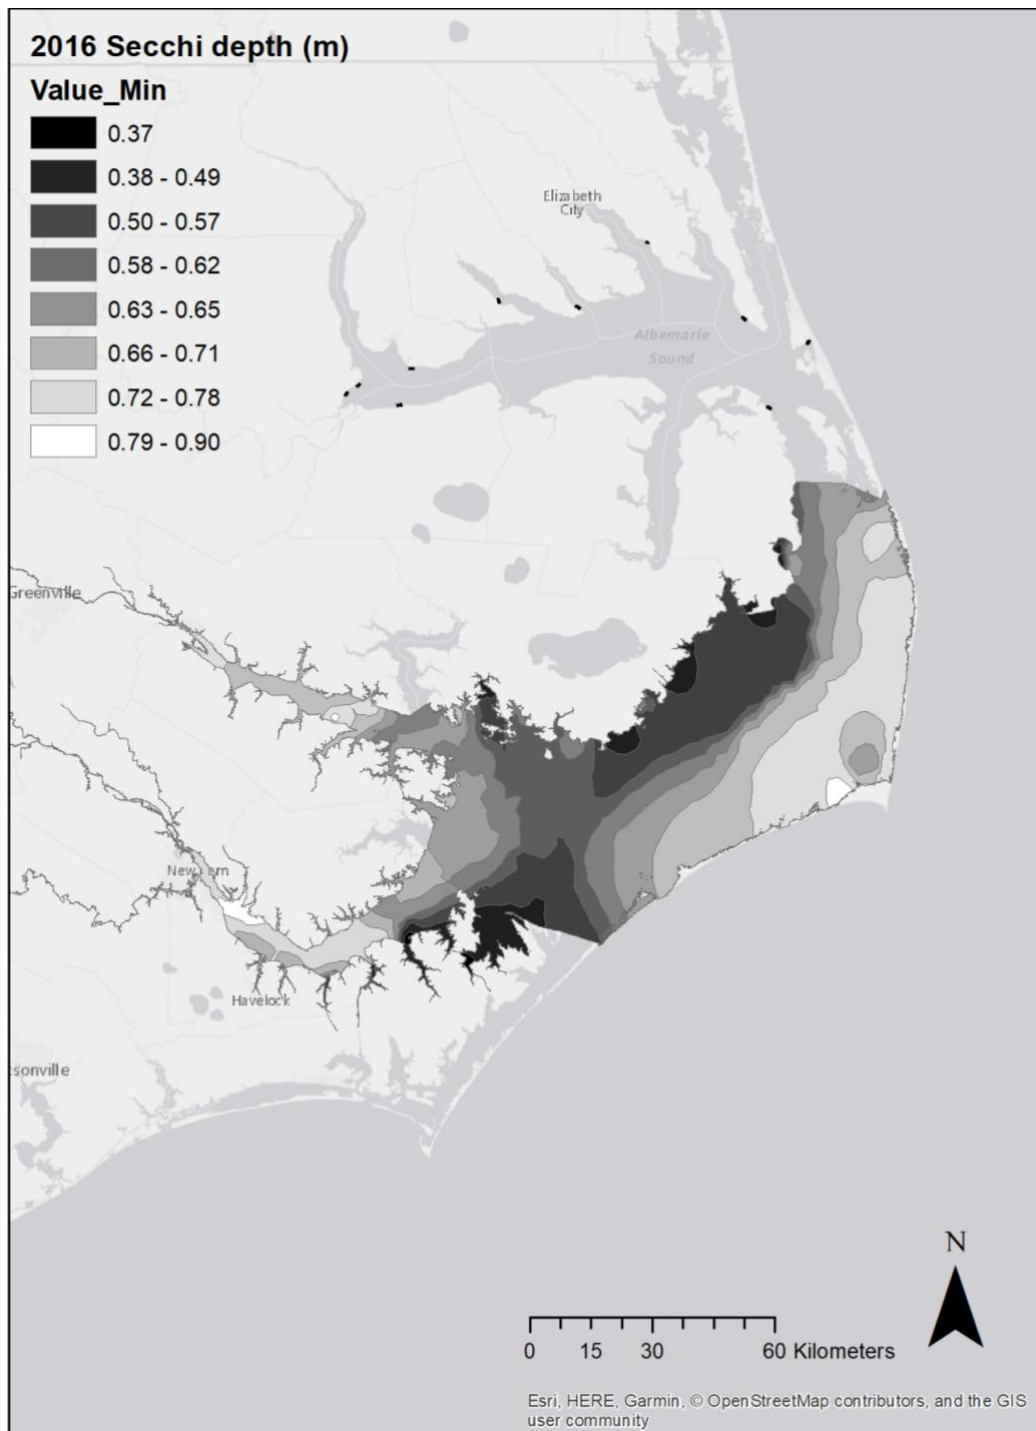 2016 Secchi depth (m)
Value_Min
0.37
0.38 - 0.49
0.50 - 0.57
0.58 - 0.62
0.63 - 0.65
0.66 - 0.71
0.72 - 0.78
0.79 - 0.90
Elizabeth
City
Albemarle
Sound
Greenville
New Bern
Havelock
sonville
N
0 15 30 60 Kilometers
Esri, HERE, Garmin, © OpenStreetMap contributors, and the GIS
user community